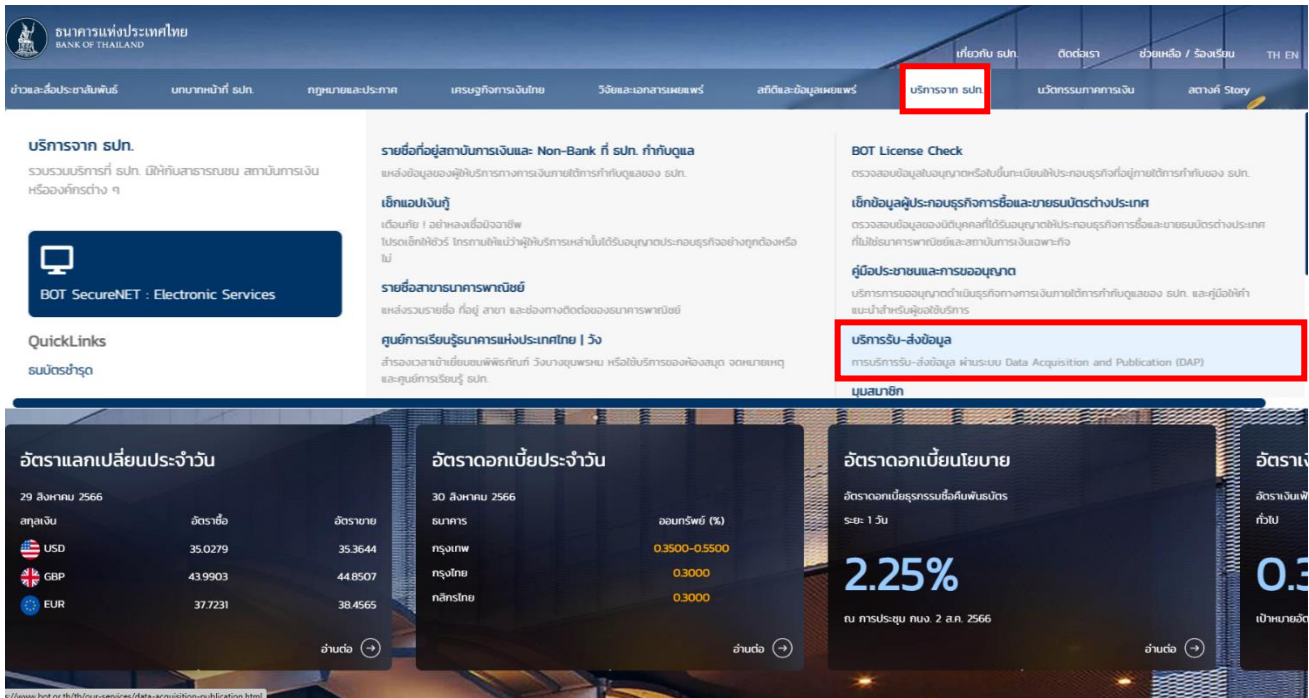 ธนาคารแห่งประเทศไทย
BANK OF THAILAND
เกี่ยวกับ ธปท. ติดต่อเรา ช่วยเหลือ / ร้องเรียน TH EN
ข่าวและสื่อประชาสัมพันธ์ บทบาทหน้าที่ ธปท. กฎหมายและประกาศ เศรษฐกิจการเงินไทย วิจัยและเอกสารเผยแพร่ สถิติและข้อมูลเผยแพร่ บริการจาก ธปท. นวัตกรรมภาคการเงิน สตางค์ Story
บริการจาก ธปท.
รวบรวมบริการที่ ธปท. มีให้กับสาธารณชน สถาบันการเงิน
หรือองค์กรต่าง ๆ
BOT SecureNET : Electronic Services
QuickLinks
ธนบัตรชำรุด
รายชื่อที่อยู่สถาบันการเงินและ Non-Bank ที่ ธปท. กำกับดูแล
แหล่งข้อมูลของผู้ให้บริการทางการเงินภายใต้การกำกับดูแลของ ธปท.
เช็กแอปเงินกู้
เตือนภัย ! อย่าหลงเชื่อมิจฉาชีพ
โปรดเช็กให้ชัวร์ ใครถามให้แน่ว่าผู้ให้บริการเหล่านั้นได้รับอนุญาตประกอบธุรกิจอย่างถูกต้องหรือ
ไม่
รายชื่อสาขาธนาคารพาณิชย์
แหล่งรวมรายชื่อ ที่อยู่ สาขา และช่องทางติดต่อของธนาคารพาณิชย์
ศูนย์การเรียนรู้ธนาคารแห่งประเทศไทย | วัง
สำรองเวลาเข้าเยี่ยมชมพิพิธภัณฑ์ วังบางขุนพรหม หรือใช้บริการของห้องสมุด จดหมายเหตุ
และศูนย์การเรียนรู้ ธปท.
BOT License Check
ตรวจสอบข้อมูลใบอนุญาตหรือใบขึ้นทะเบียนให้ประกอบธุรกิจที่อยู่ภายใต้การกำกับของ ธปท.
เช็กข้อมูลผู้ประกอบธุรกิจการซื้อและขายธนบัตรต่างประเทศ
ตรวจสอบข้อมูลของนิติบุคคลที่ได้รับอนุญาตให้ประกอบธุรกิจการซื้อและขายธนบัตรต่างประเทศ
ที่ไม่ใช่ธนาคารพาณิชย์และสถาบันการเงินเฉพาะกิจ
คู่มือประชาชนและการขออนุญาต
บริการการขออนุญาตดำเนินธุรกิจทางการเงินภายใต้การกำกับดูแลของ ธปท. และคู่มือให้คำ
แนะนำสำหรับผู้ขอใช้บริการ
บริการรับ-ส่งข้อมูล
การบริการรับ-ส่งข้อมูล ผ่านระบบ Data Acquisition and Publication (DAP)
มุมสมาชิก
อัตราแลกเปลี่ยนประจำวัน
29 สิงหาคม 2566
สกุลเงิน อัตราซื้อ อัตราขาย
USD 35.0279 35.3644
GBP 43.9903 44.8507
EUR 37.7231 38.4565
อ่านต่อ
อัตราดอกเบี้ยประจำวัน
30 สิงหาคม 2566
ธนาคาร ออมทรัพย์ (%)
กรุงเทพ 0.3500-0.5500
กรุงไทย 0.3000
กสิกรไทย 0.3000
อ่านต่อ
อัตราดอกเบี้ยนโยบาย
อัตราดอกเบี้ยธุรกรรมซื้อคืนพันธบัตร
ระยะ 1 วัน
2.25%
ณ การประชุม กนง. 2 ส.ค. 2566
อ่านต่อ
ทั่วไป